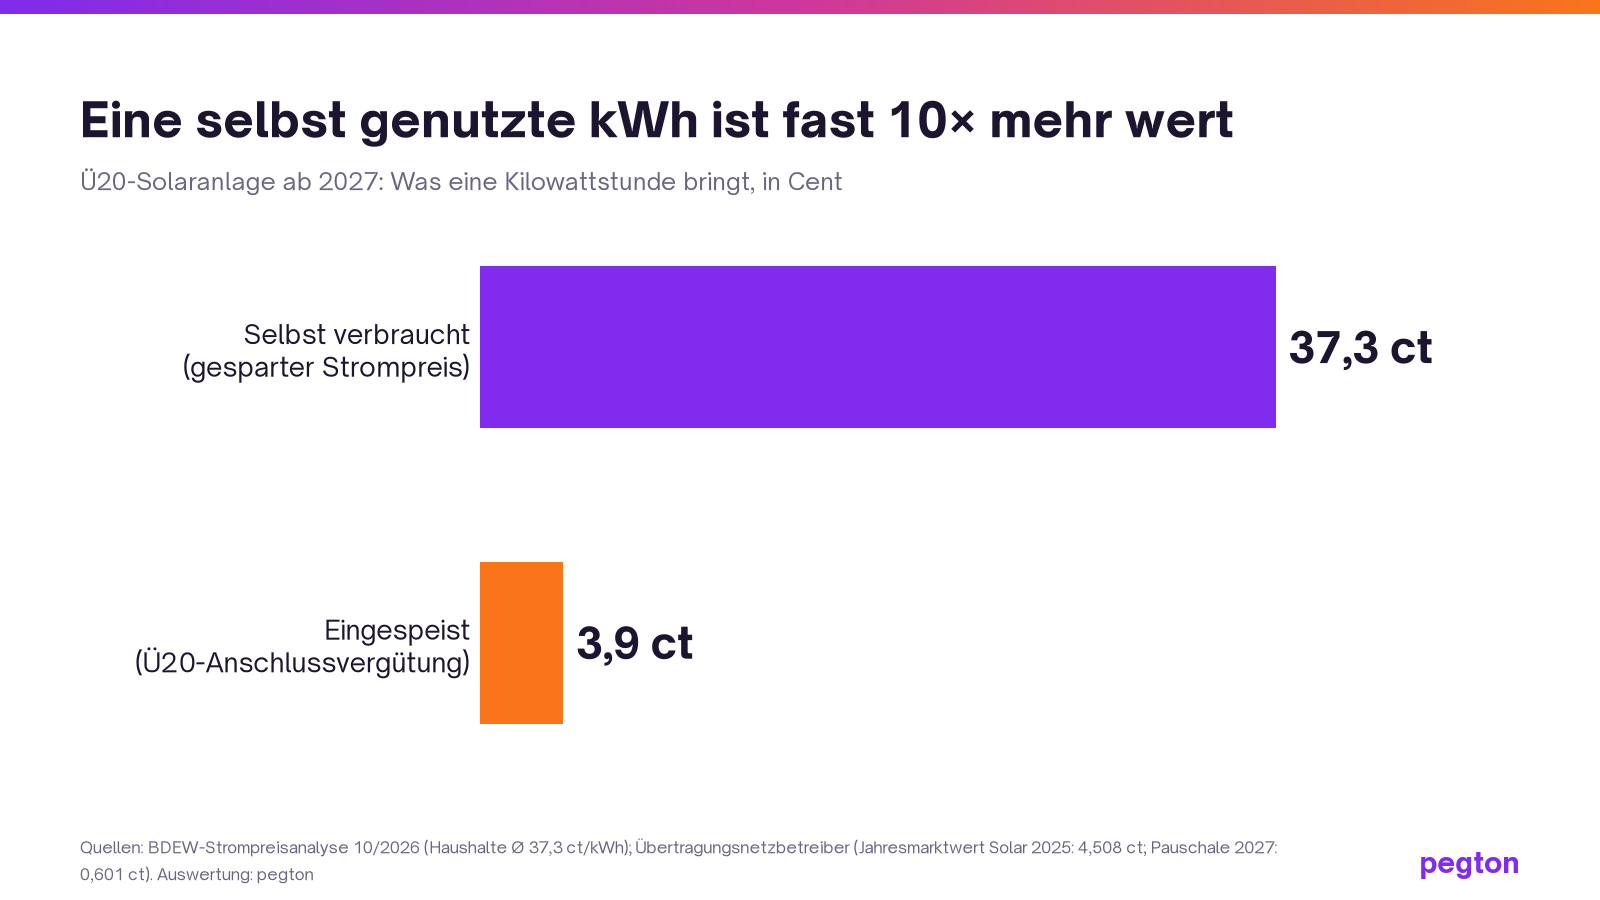 Eine selbst genutzte kWh ist fast 10× mehr wert
Ü20-Solaranlage ab 2027: Was eine Kilowattstunde bringt, in Cent
Selbst verbraucht
(gesparter Strompreis)
37,3 ct
Eingespeist
(Ü20-Anschlussvergütung)
3,9 ct
Quellen: BDEW-Strompreisanalyse 10/2026 (Haushalte Ø 37,3 ct/kWh); Übertragungsnetzbetreiber (Jahresmarktwert Solar 2025: 4,508 ct; Pauschale 2027:
0,601 ct). Auswertung: pegton
pegton